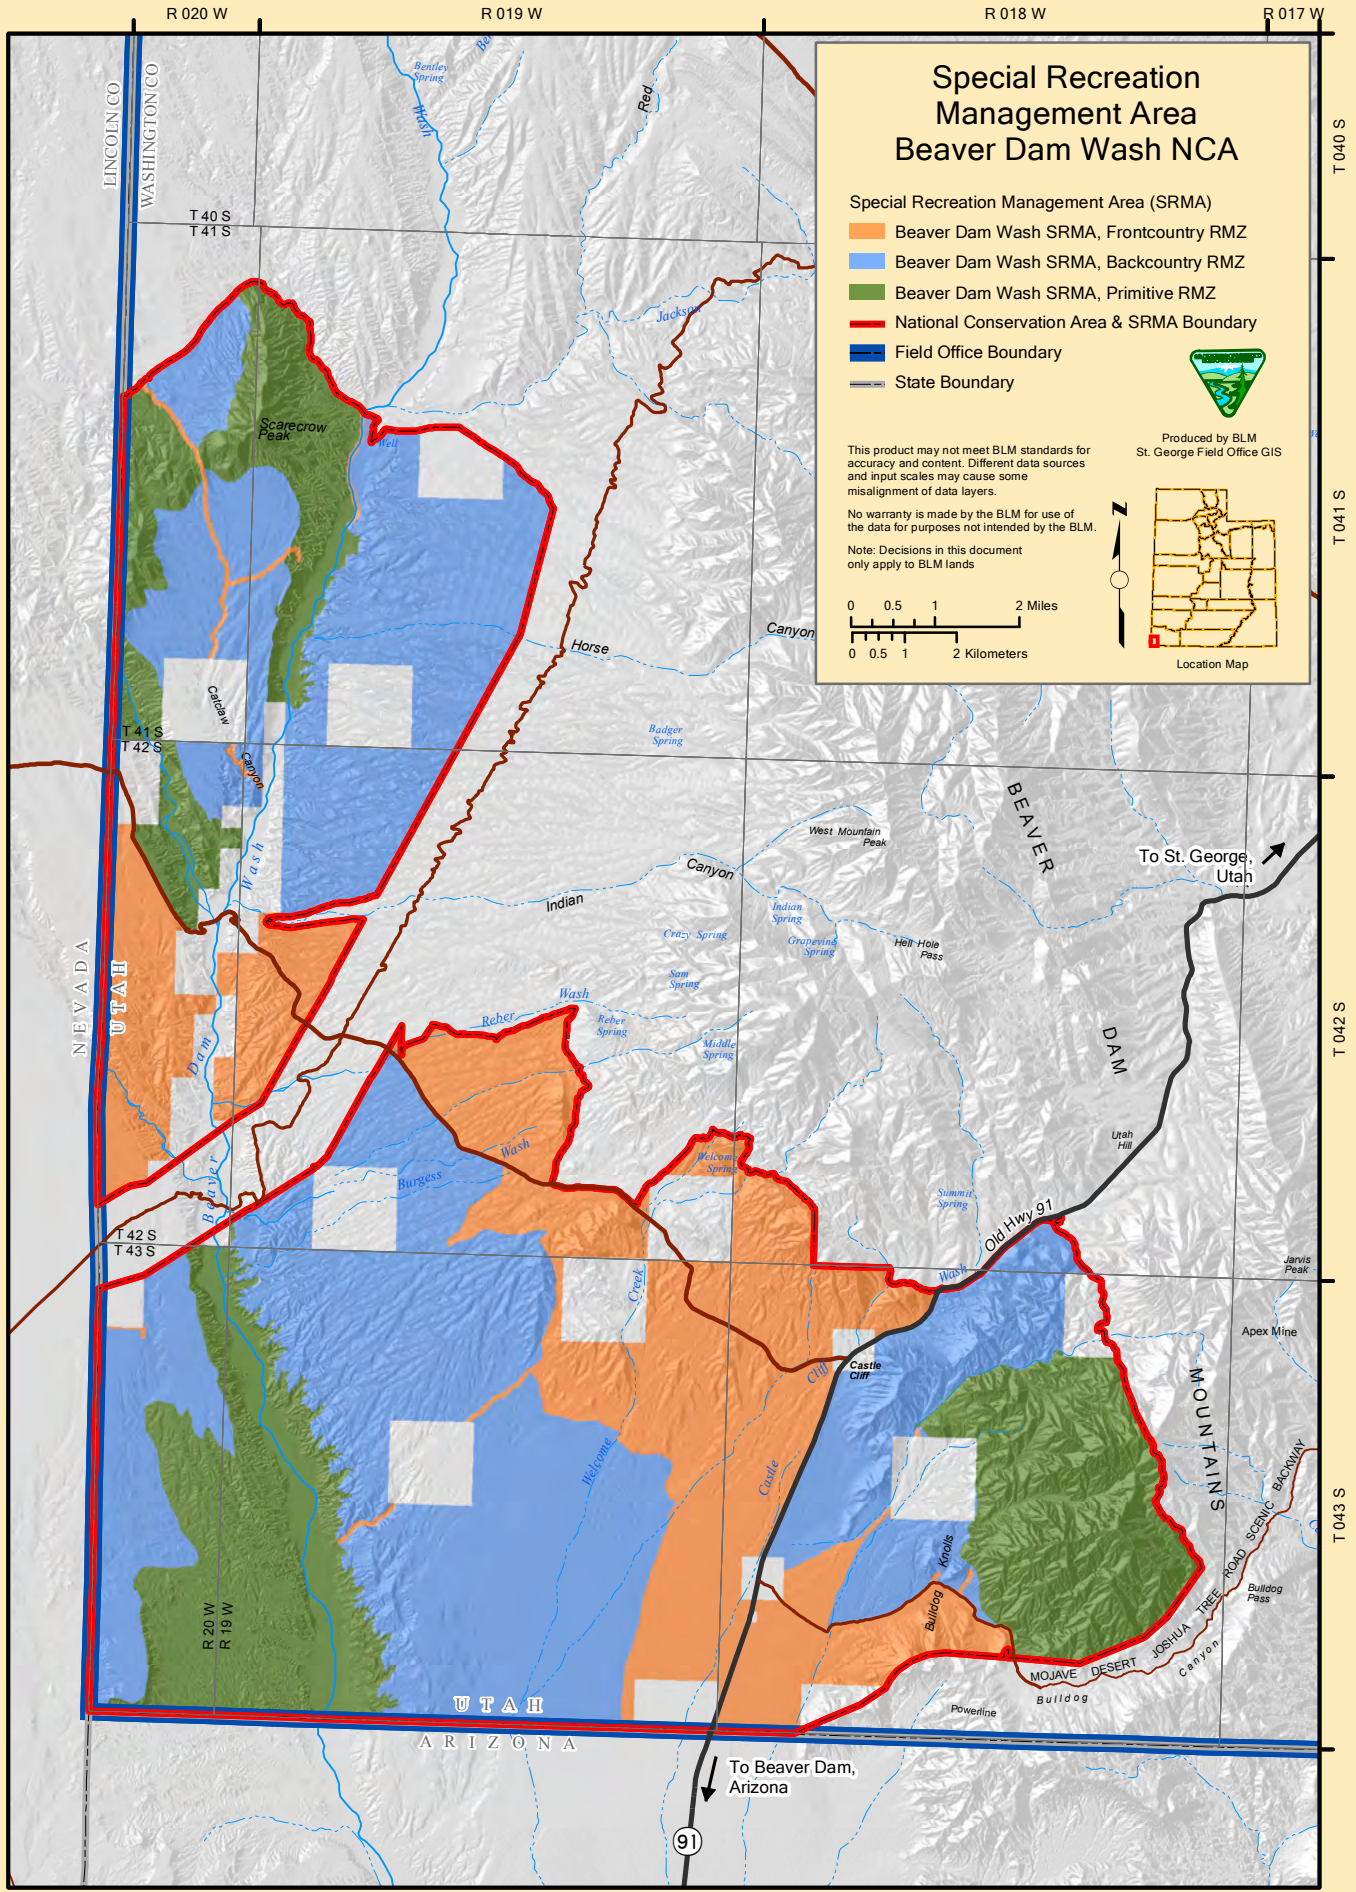 R 020 W
R 019 W
R 018 W
R 017 W
Special Recreation
Management Area
Beaver Dam Wash NCA
Special Recreation Management Area (SRMA)
Beaver Dam Wash SRMA, Frontcountry RMZ
Beaver Dam Wash SRMA, Backcountry RMZ
Beaver Dam Wash SRMA, Primitive RMZ
National Conservation Area & SRMA Boundary
Field Office Boundary
State Boundary
Produced by BLM
St. George Field Office GIS
This product may not meet BLM standards for
accuracy and content. Different data sources
and input scales may cause some
misalignment of data layers.
No warranty is made by the BLM for use of
the data for purposes not intended by the BLM.
Note: Decisions in this document
only apply to BLM lands
0 0.5 1 2 Miles
0 0.5 1 2 Kilometers
N
Location Map
T 040 S
T 041 S
T 042 S
T 043 S
LINCOLN CO
WASHINGTON CO
Bentley
Spring
Wash
Red
T 40 S
T 41 S
Jackson
Scarecrow
Peak
Well
Horse
Canyon
Catclaw
Canyon
T 41 S
T 42 S
Badger
Spring
BEAVER
West Mountain
Peak
To St. George,
Utah
Wash
Canyon
Indian
Indian
Spring
Crazy Spring
Grapevine
Spring
Hell Hole
Pass
Sam
Spring
NEVADA
UTAH
Wash
Reber
Reber
Spring
Middle
Spring
Dam
DAM
Utah
Hill
Wash
Burgess
Welcome
Spring
Beaver
Summit
Spring
Old Hwy 91
T 42 S
T 43 S
Wash
Creek
Jarvis
Peak
Apex Mine
Cliff
Castle
Cliff
MOUNTAINS
Welcome
Castle
Knolls
Bulldog
R 20 W
R 19 W
MOJAVE DESERT JOSHUA TREE ROAD SCENIC BACKWAY
Bulldog
Pass
Canyon
Bulldog
Powerline
UTAH
ARIZONA
To Beaver Dam,
Arizona
91